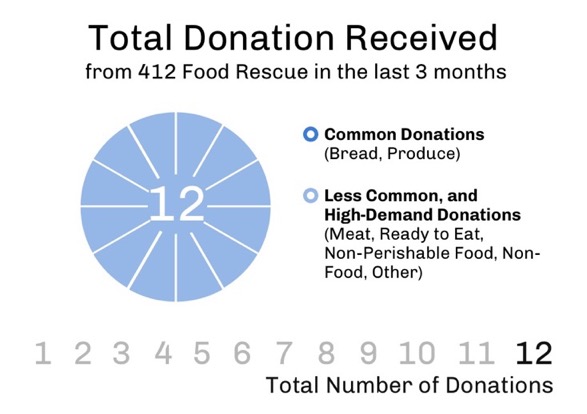 Total Donation Received
from 412 Food Rescue in the last 3 months
12
Common Donations
(Bread, Produce)
Less Common, and
High-Demand Donations
(Meat, Ready to Eat,
Non-Perishable Food, Non-
Food, Other)
1 2 3 4 5 6 7 8 9 10 11 12
Total Number of Donations